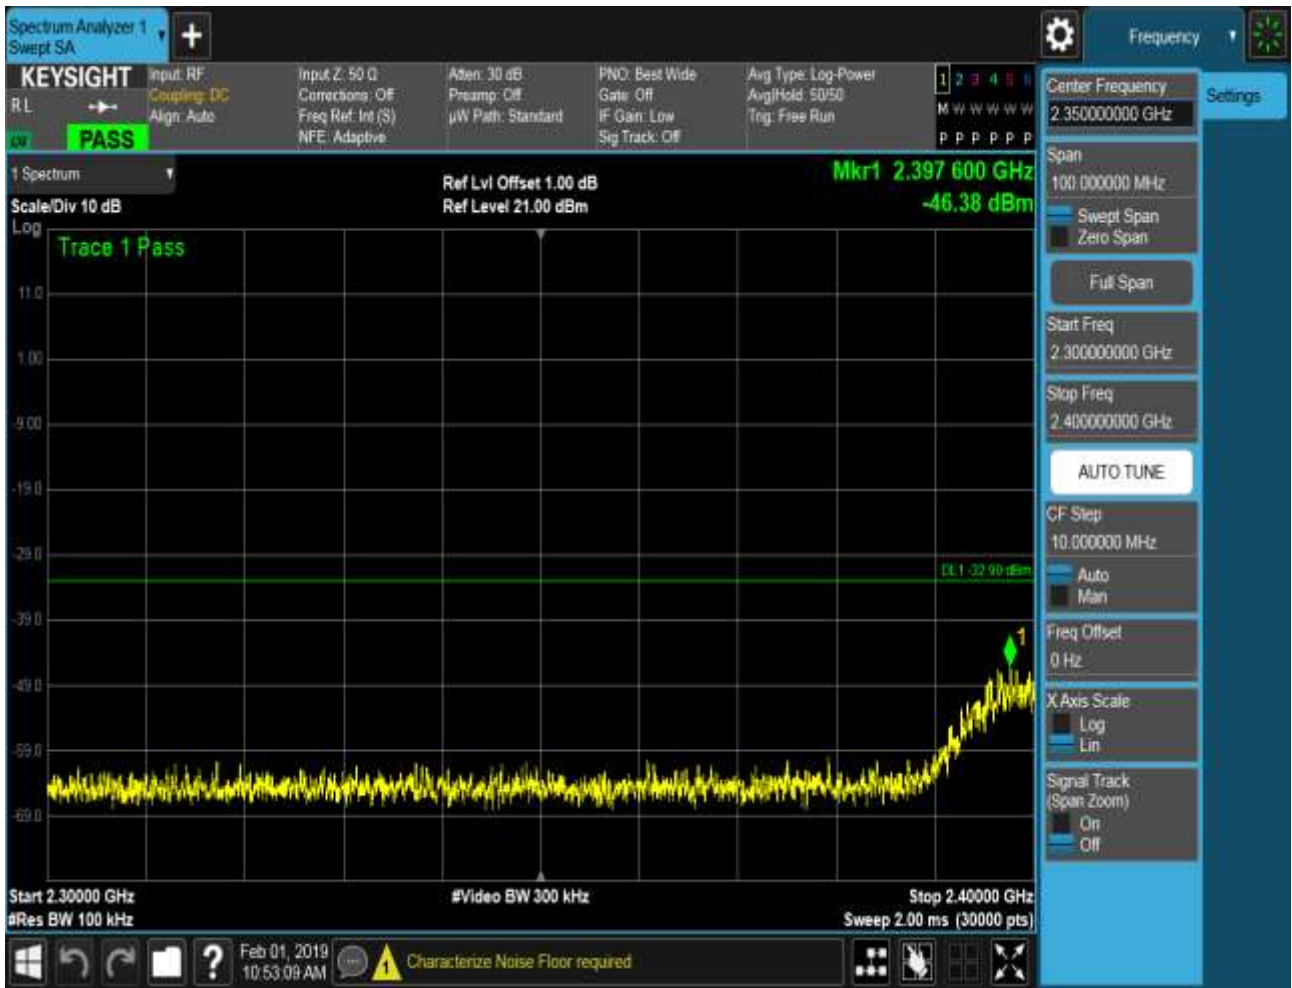 Spectrum Analyzer 1
Swept SA
Frequency
KEYSIGHT
R L
PASS
Input: RF
Coupling: DC
Align: Auto
Input Z: 50 Ω
Corrections: Off
Freq Ref: Int (S)
NFE: Adaptive
Atten: 30 dB
Preamp: Off
µW Path: Standard
PNO: Best Wide
Gate: Off
IF Gain: Low
Sig Track: Off
Avg Type: Log-Power
Avg|Hold: 50/50
Trig: Free Run
1 2 3 4 5 6
M W W W W W
P P P P P P
1 Spectrum
Scale/Div 10 dB
Ref Lvl Offset 1.00 dB
Ref Level 21.00 dBm
Mkr1 2.397 600 GHz
-46.38 dBm
Log
Trace 1 Pass
11.0
1.00
-9.00
-19.0
-29.0
DL1 -32.90 dBm
-39.0
1
-49.0
-59.0
-69.0
Start 2.30000 GHz
#Res BW 100 kHz
#Video BW 300 kHz
Stop 2.40000 GHz
Sweep 2.00 ms (30000 pts)
Feb 01, 2019
10:53:09 AM
Characterize Noise Floor required
Center Frequency
2.350000000 GHz
Settings
Span
100.000000 MHz
Swept Span
Zero Span
Full Span
Start Freq
2.300000000 GHz
Stop Freq
2.400000000 GHz
AUTO TUNE
CF Step
10.000000 MHz
Auto
Man
Freq Offset
0 Hz
X Axis Scale
Log
Lin
Signal Track
(Span Zoom)
On
Off